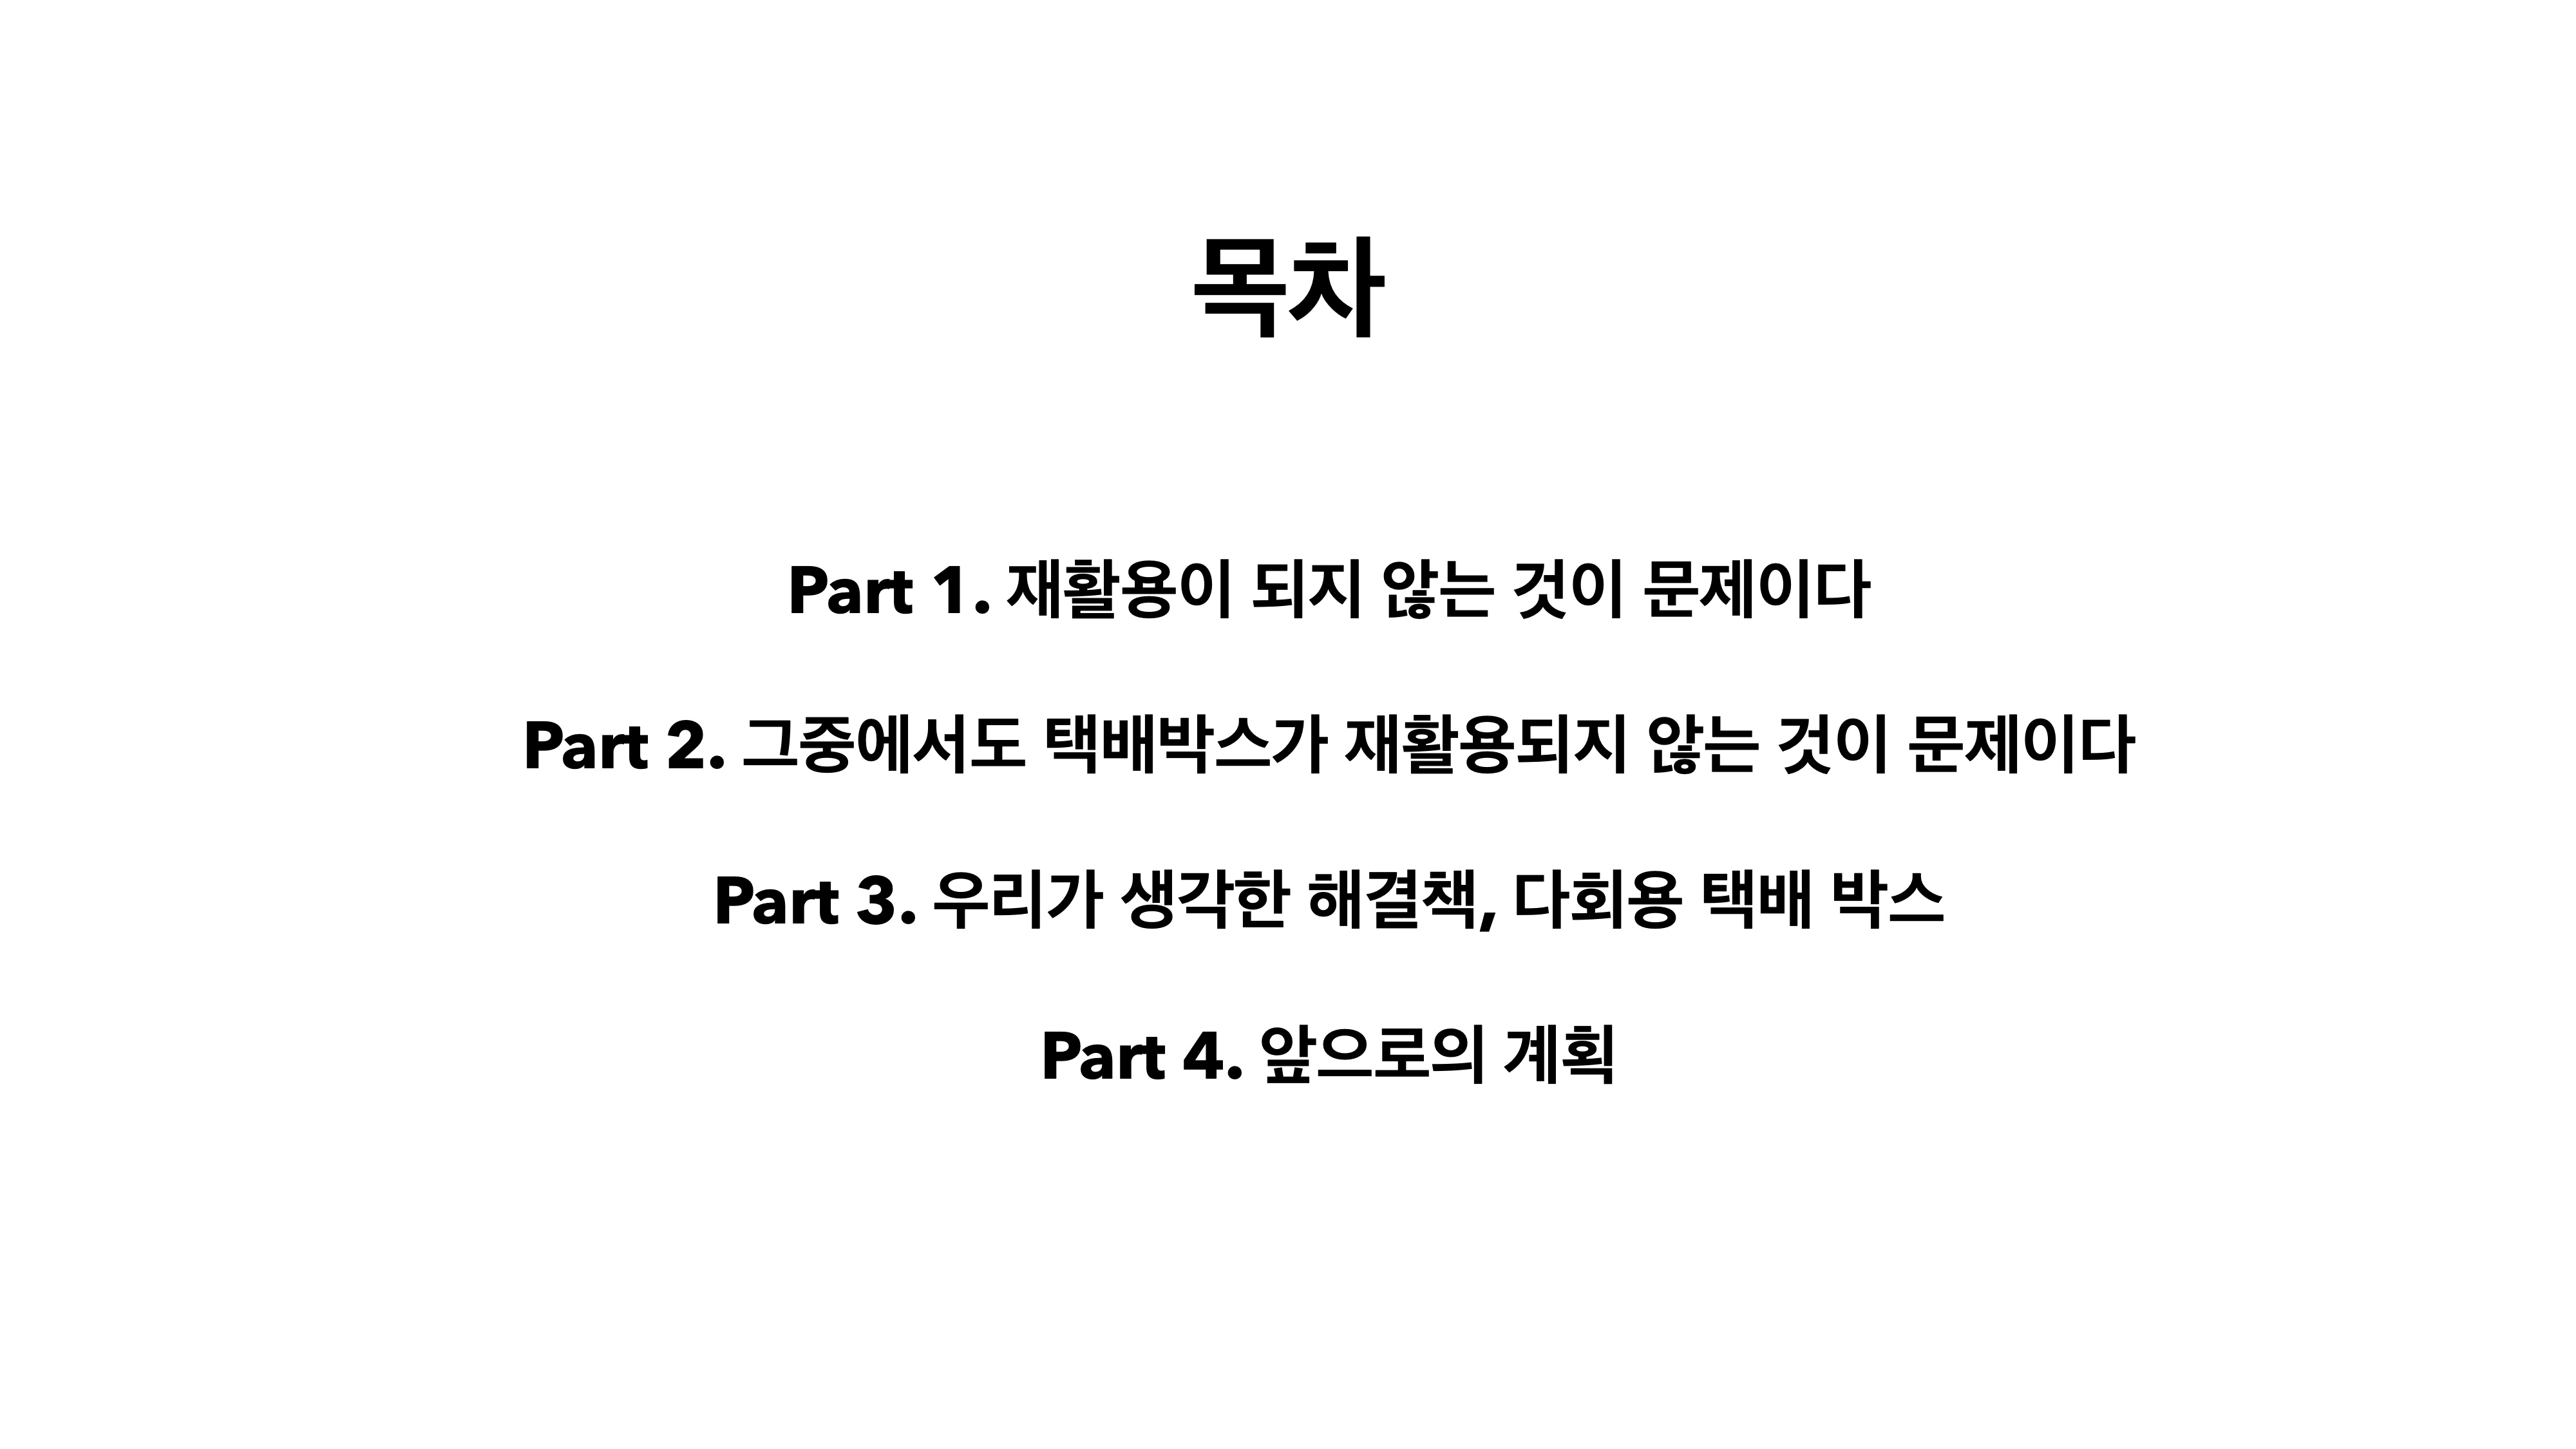 목차
Part 1. 재활용이 되지 않는 것이 문제이다
Part 2. 그중에서도 택배박스가 재활용되지 않는 것이 문제이다
Part 3. 우리가 생각한 해결책, 다회용 택배 박스
Part 4. 앞으로의 계획